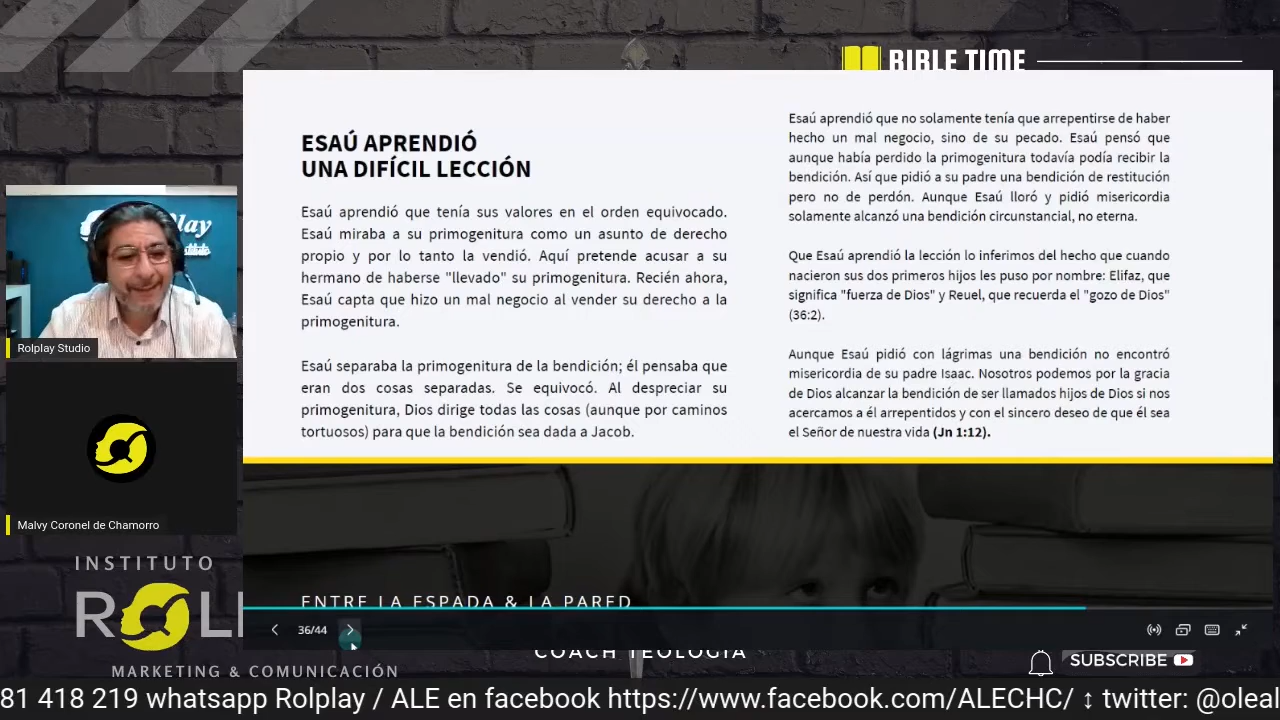 BIBLE TIME
ESAÚ APRENDIÓ
UNA DIFÍCIL LECCIÓN
Esaú aprendió que tenía sus valores en el orden equivocado.
Esaú miraba a su primogenitura como un asunto de derecho
propio y por lo tanto la vendió. Aquí pretende acusar a su
hermano de haberse "llevado" su primogenitura. Recién ahora,
Esaú capta que hizo un mal negocio al vender su derecho a la
primogenitura.
Esaú separaba la primogenitura de la bendición; él pensaba que
eran dos cosas separadas. Se equivocó. Al despreciar su
primogenitura, Dios dirige todas las cosas (aunque por caminos
tortuosos) para que la bendición sea dada a Jacob.
Esaú aprendió que no solamente tenía que arrepentirse de haber
hecho un mal negocio, sino de su pecado. Esaú pensó que
aunque había perdido la primogenitura todavía podía recibir la
bendición. Así que pidió a su padre una bendición de restitución
pero no de perdón. Aunque Esaú lloró y pidió misericordia
solamente alcanzó una bendición circunstancial, no eterna.
Que Esaú aprendió la lección lo inferimos del hecho que cuando
nacieron sus dos primeros hijos les puso por nombre: Elifaz, que
significa "fuerza de Dios" y Reuel, que recuerda el "gozo de Dios"
(36:2).
Aunque Esaú pidió con lágrimas una bendición no encontró
misericordia de su padre Isaac. Nosotros podemos por la gracia
de Dios alcanzar la bendición de ser llamados hijos de Dios si nos
acercamos a él arrepentidos y con el sincero deseo de que él sea
el Señor de nuestra vida (Jn 1:12).
Rolplay Studio
Malvy Coronel de Chamorro
ENTRE LA ESPADA & LA PARED
36/44
INSTITUTO
ROL
MARKETING & COMUNICACIÓN
COACH TEOLOGÍA
SUBSCRIBE
81 418 219 whatsapp Rolplay / ALE en facebook https://www.facebook.com/ALECHC/ ↕ twitter: @oleal